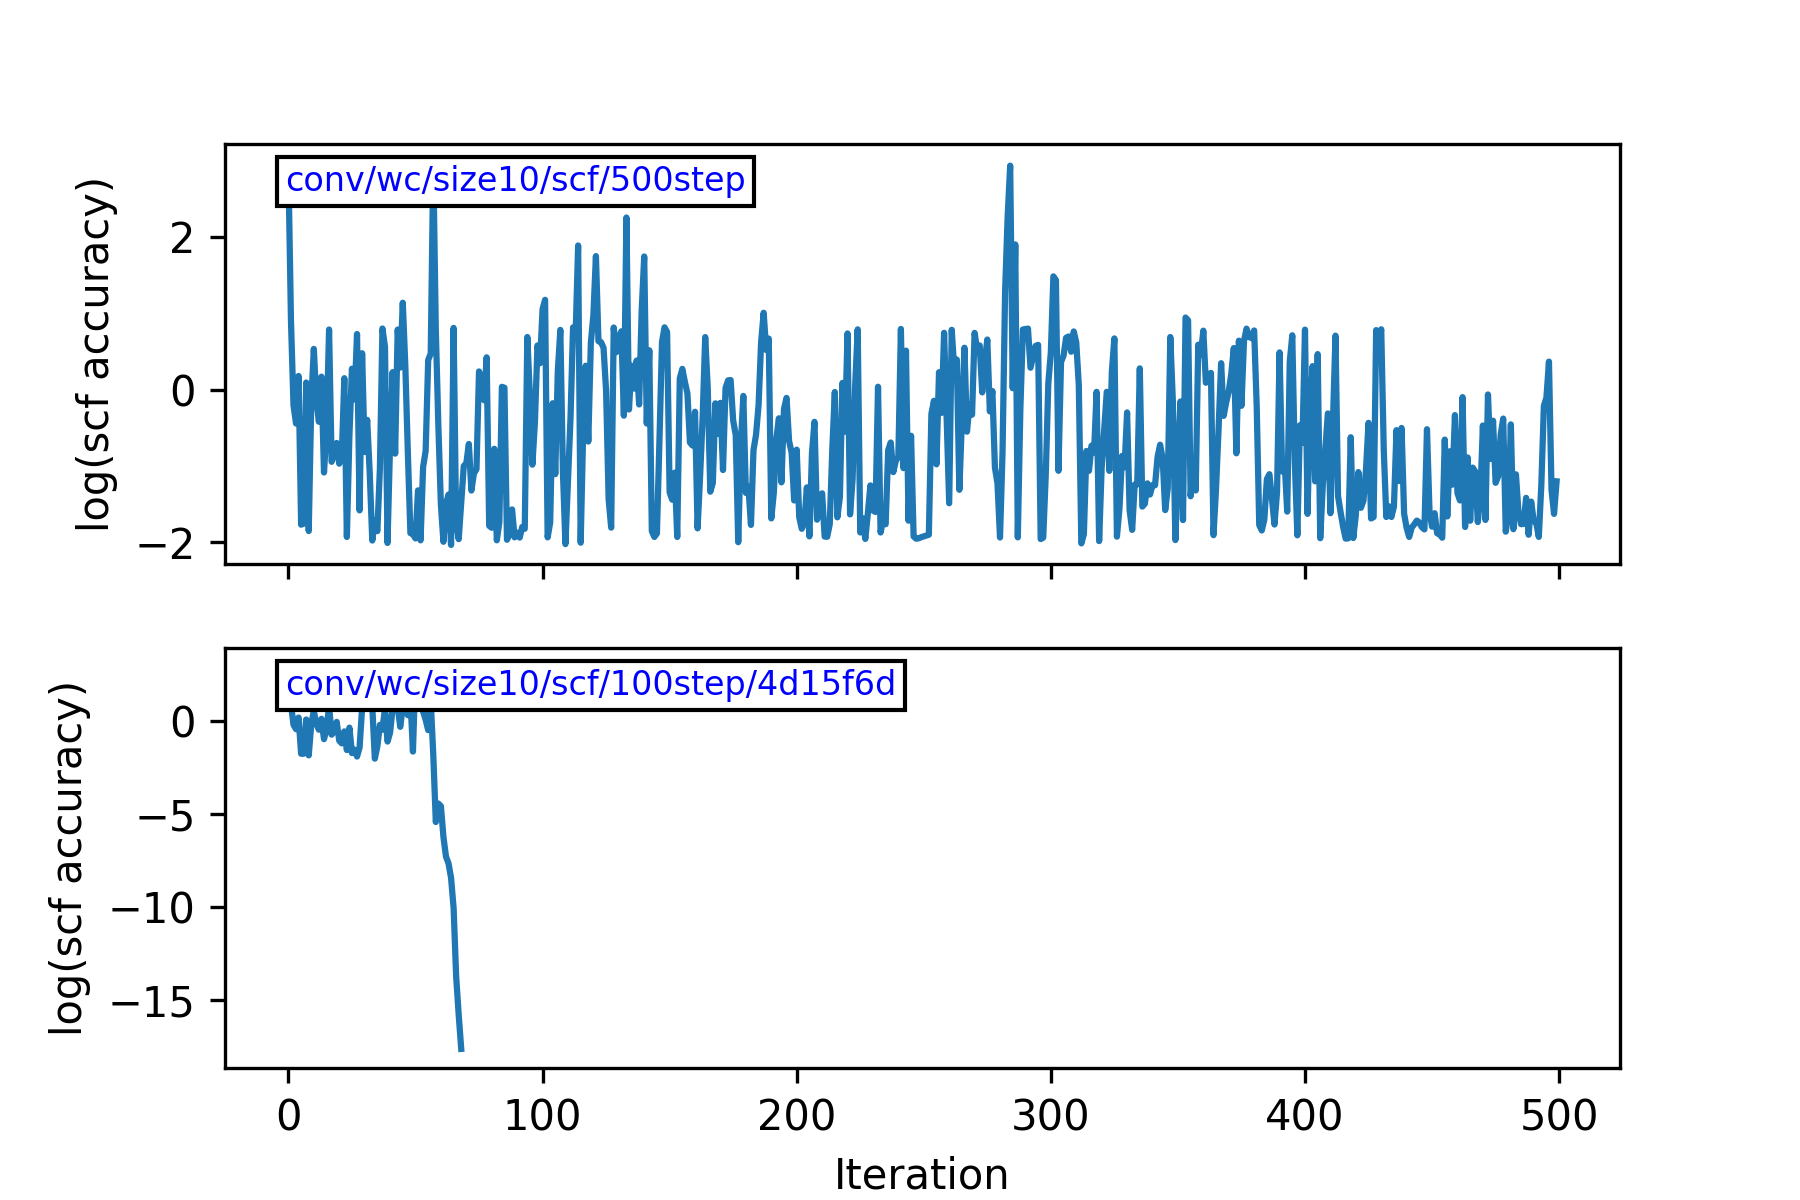 conv/wc/size10/scf/500step
log(scf accuracy)
2
0
−2
conv/wc/size10/scf/100step/4d15f6d
log(scf accuracy)
0
−5
−10
−15
0 100 200 300 400 500
Iteration